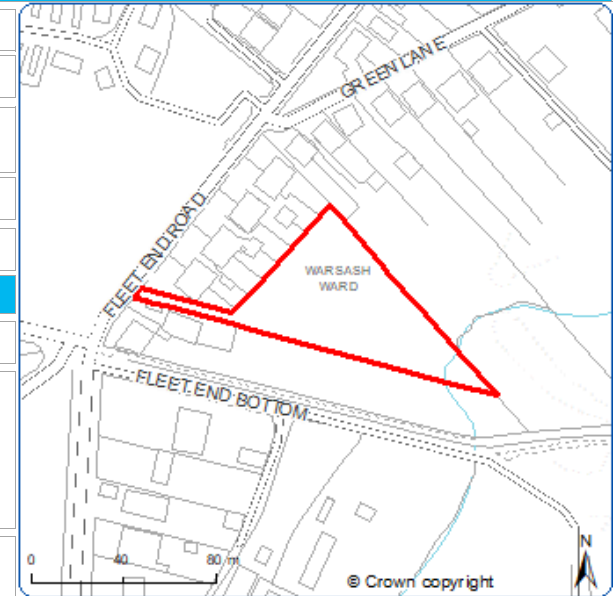 GREEN LANE
FLEET END ROAD
WARSASH
WARD
FLEET END BOTTOM
0 40 80 m
N
© Crown copyright